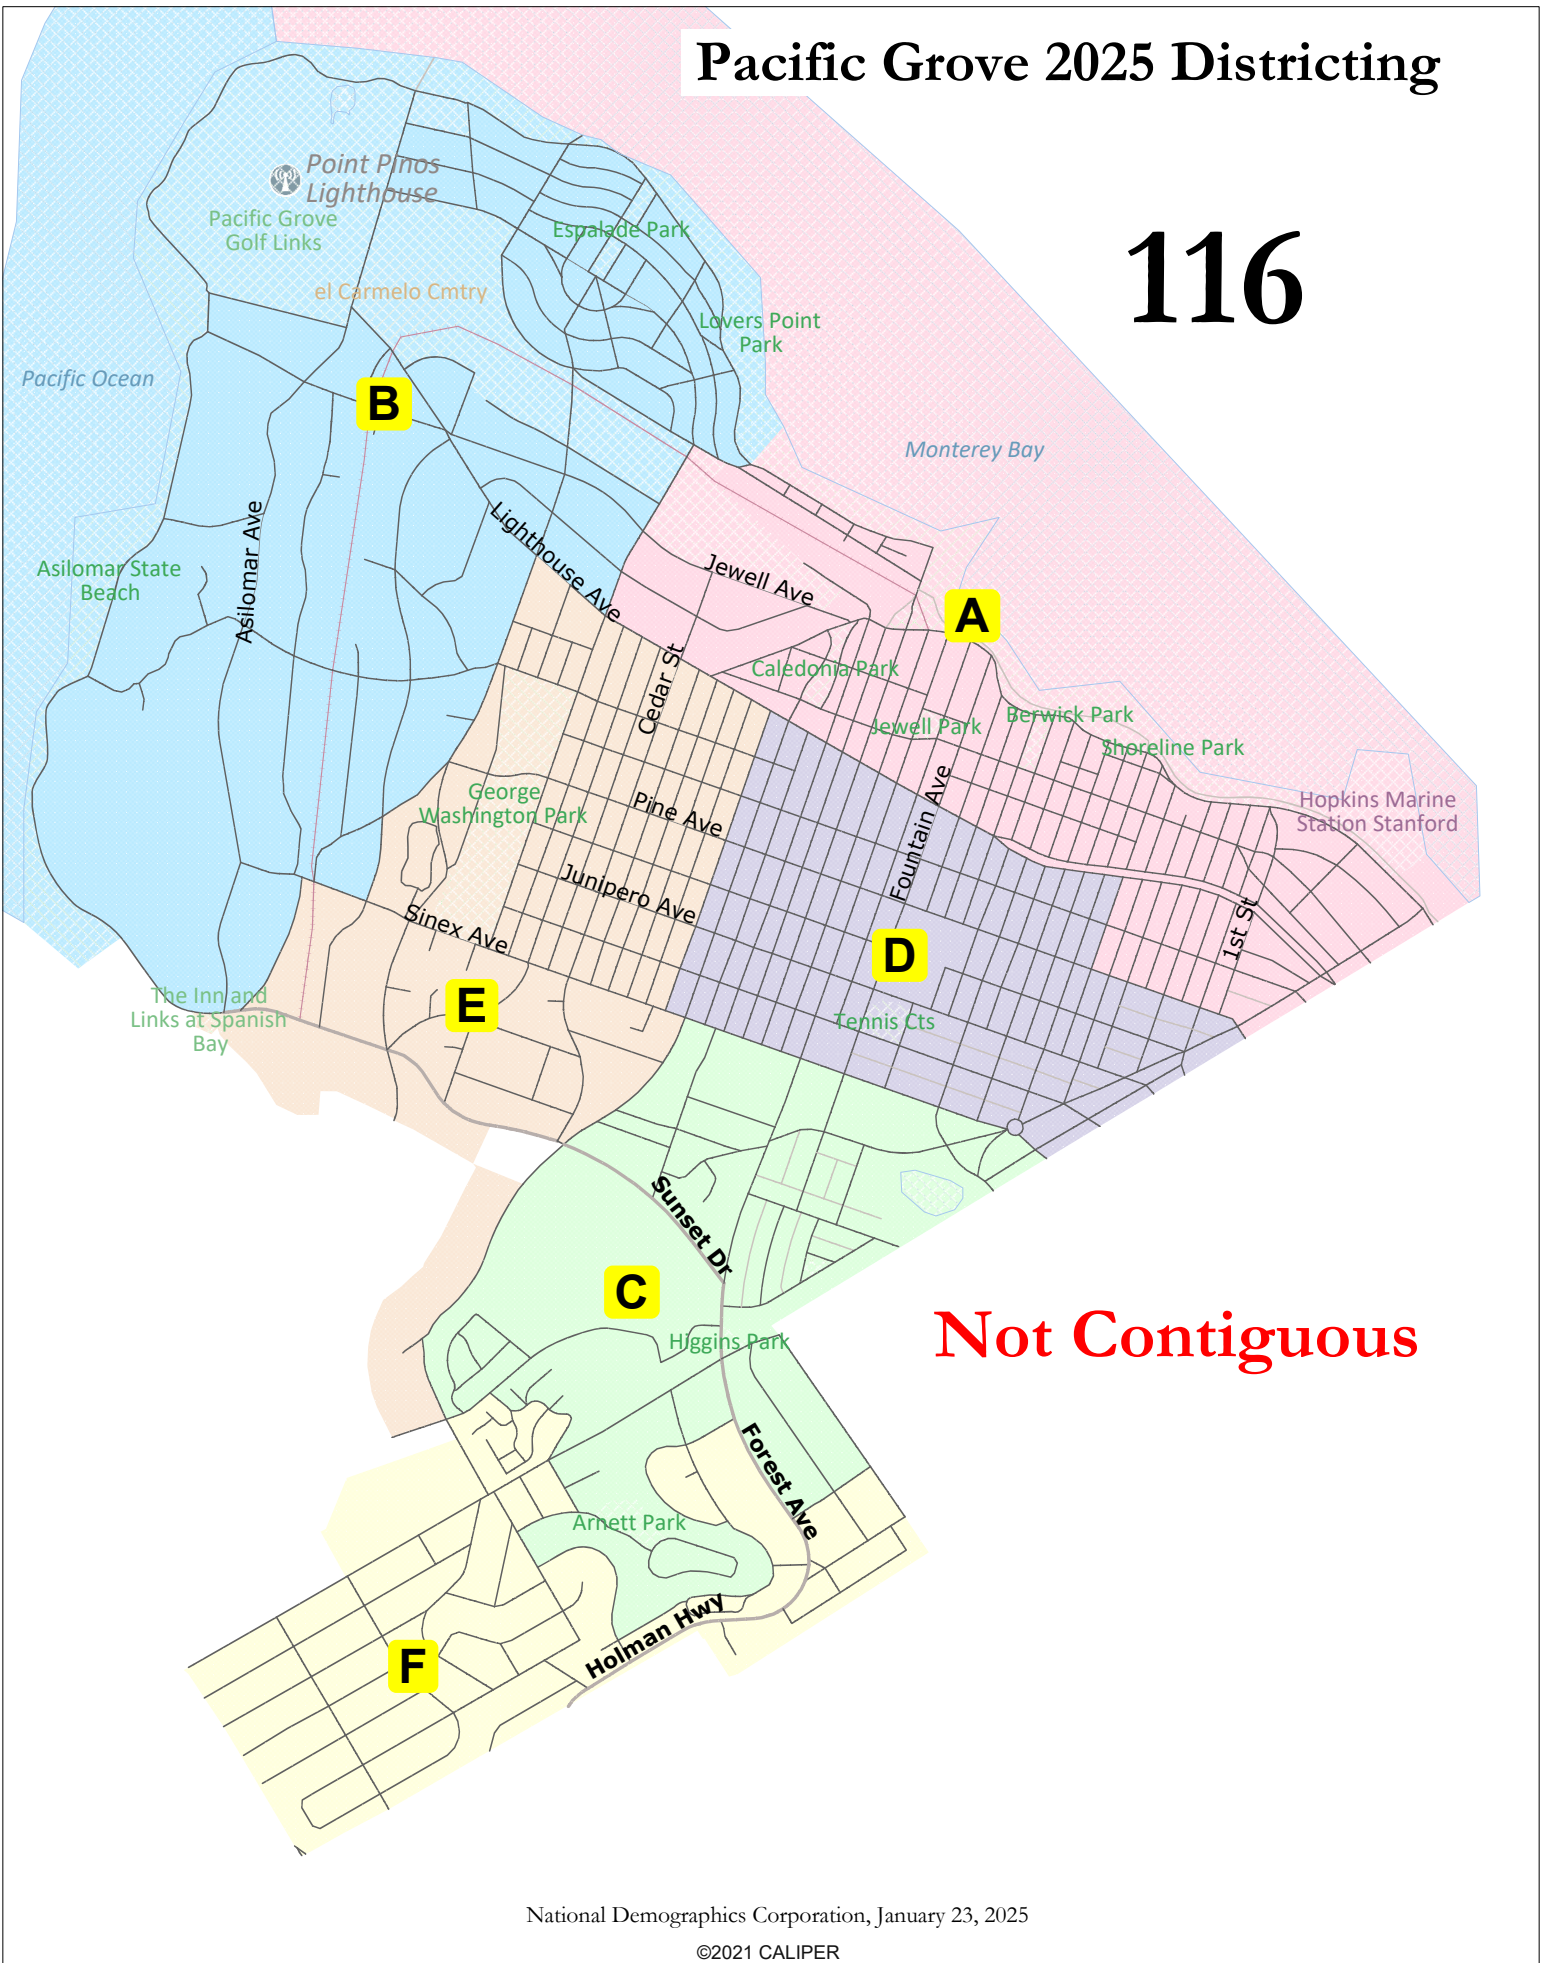 Pacific Grove 2025 Districting
116
Point Pinos
Lighthouse
Pacific Grove
Golf Links
Espalade Park
el Carmelo Cmtry
Lovers Point
Park
Pacific Ocean
B
Monterey Bay
Lighthouse Ave
Asilomar Ave
Asilomar State
Beach
Jewell Ave
A
Cedar St
Caledonia Park
Jewell Park
Berwick Park
Shoreline Park
George
Washington Park
Pine Ave
Fountain Ave
Hopkins Marine
Station Stanford
Junipero Ave
Sinex Ave
1st St
D
E
The Inn and
Links at Spanish
Bay
Tennis Cts
Sunset Dr
C
Higgins Park
Not Contiguous
Forest Ave
Arnett Park
Holman Hwy
F
National Demographics Corporation, January 23, 2025
©2021 CALIPER